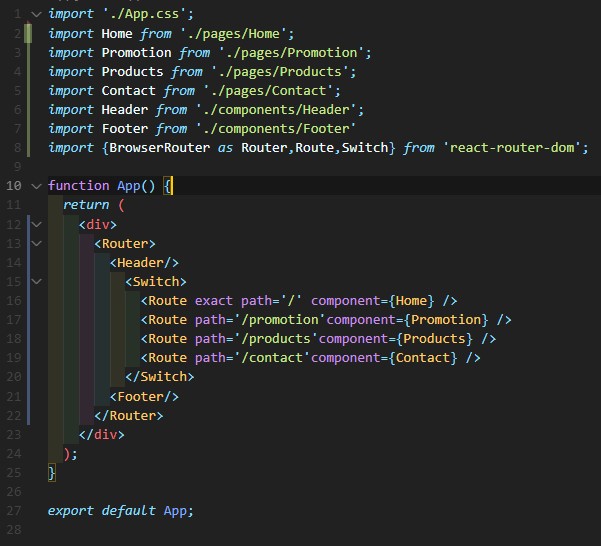 1 import './App.css';
2 import Home from './pages/Home';
3 import Promotion from './pages/Promotion';
4 import Products from './pages/Products';
5 import Contact from './pages/Contact';
6 import Header from './components/Header';
7 import Footer from './components/Footer'
8 import {BrowserRouter as Router,Route,Switch} from 'react-router-dom';
9
10 function App() {
11   return (
12     <div>
13       <Router>
14         <Header/>
15           <Switch>
16             <Route exact path='/' component={Home} />
17             <Route path='/promotion'component={Promotion} />
18             <Route path='/products'component={Products} />
19             <Route path='/contact'component={Contact} />
20           </Switch>
21         <Footer/>
22       </Router>
23     </div>
24   );
25 }
26
27 export default App;
28